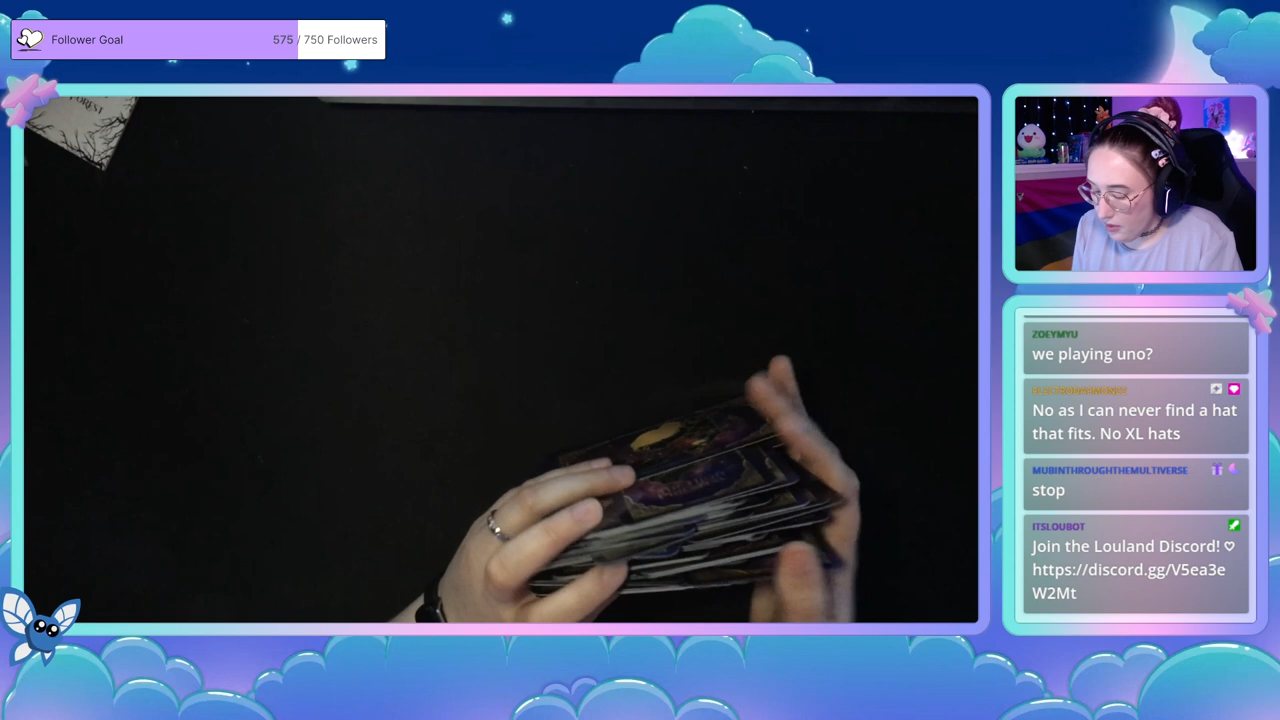 Follower Goal
575 / 750 Followers
FOREST
ZOEYMYU
we playing uno?
No as I can never find a hat
that fits. No XL hats
MUBINTHROUGHTHEMULTIVERSE
stop
ITSLOUBOT
Join the Louland Discord! ♡
https://discord.gg/V5ea3e
W2Mt